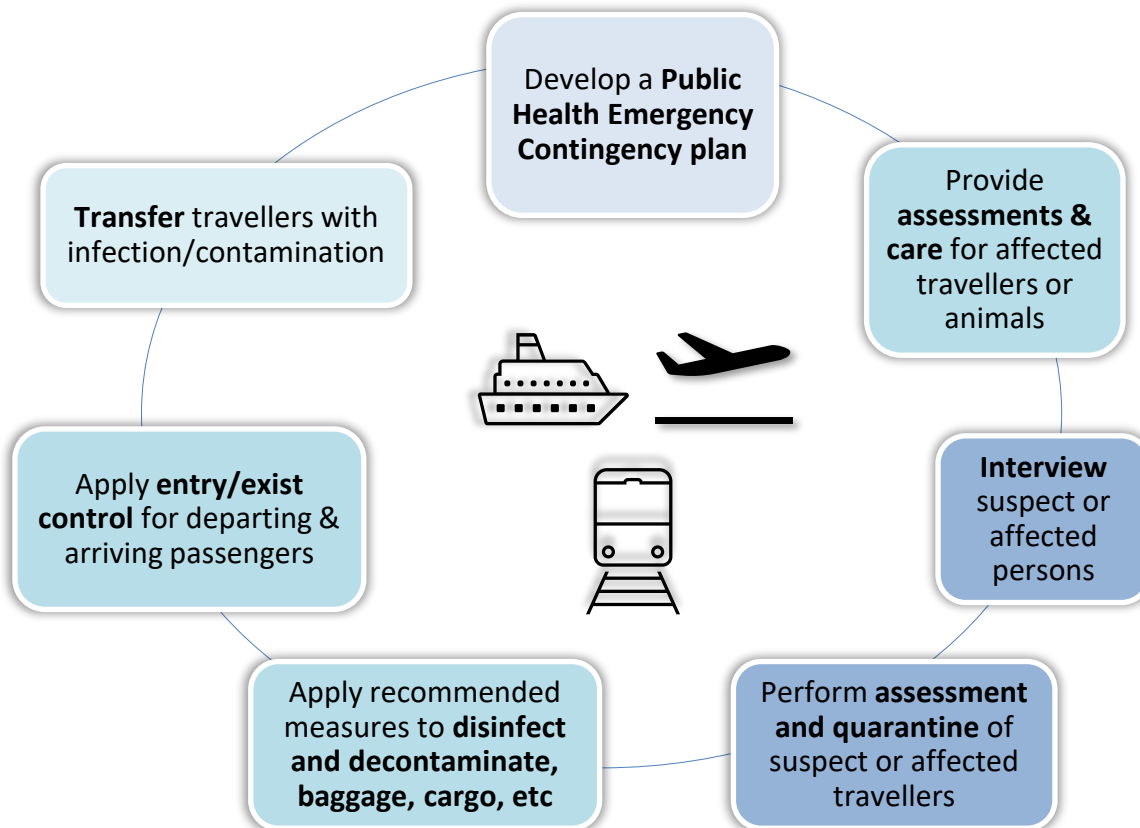 Develop a Public
Health Emergency
Contingency plan
Provide
assessments &
care for affected
travellers or
animals
Interview
suspect or
affected
persons
Perform assessment
and quarantine of
suspect or affected
travellers
Apply recommended
measures to disinfect
and decontaminate,
baggage, cargo, etc
Apply entry/exist
control for departing &
arriving passengers
Transfer travellers with
infection/contamination